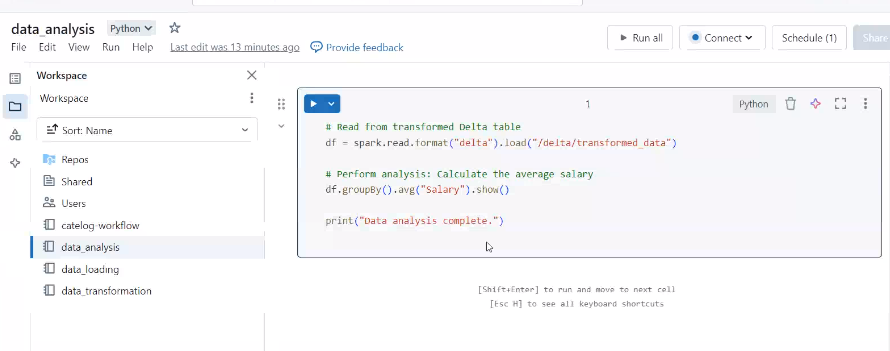 data_analysis Python
File Edit View Run Help Last edit was 13 minutes ago Provide feedback
Run all Connect Schedule (1) Share
Workspace
Workspace
Sort: Name
Repos
Shared
Users
catelog-workflow
data_analysis
data_loading
data_transformation
1 Python
# Read from transformed Delta table
df = spark.read.format("delta").load("/delta/transformed_data")
# Perform analysis: Calculate the average salary
df.groupBy().avg("Salary").show()
print("Data analysis complete.")
[Shift+Enter] to run and move to next cell
[Esc H] to see all keyboard shortcuts